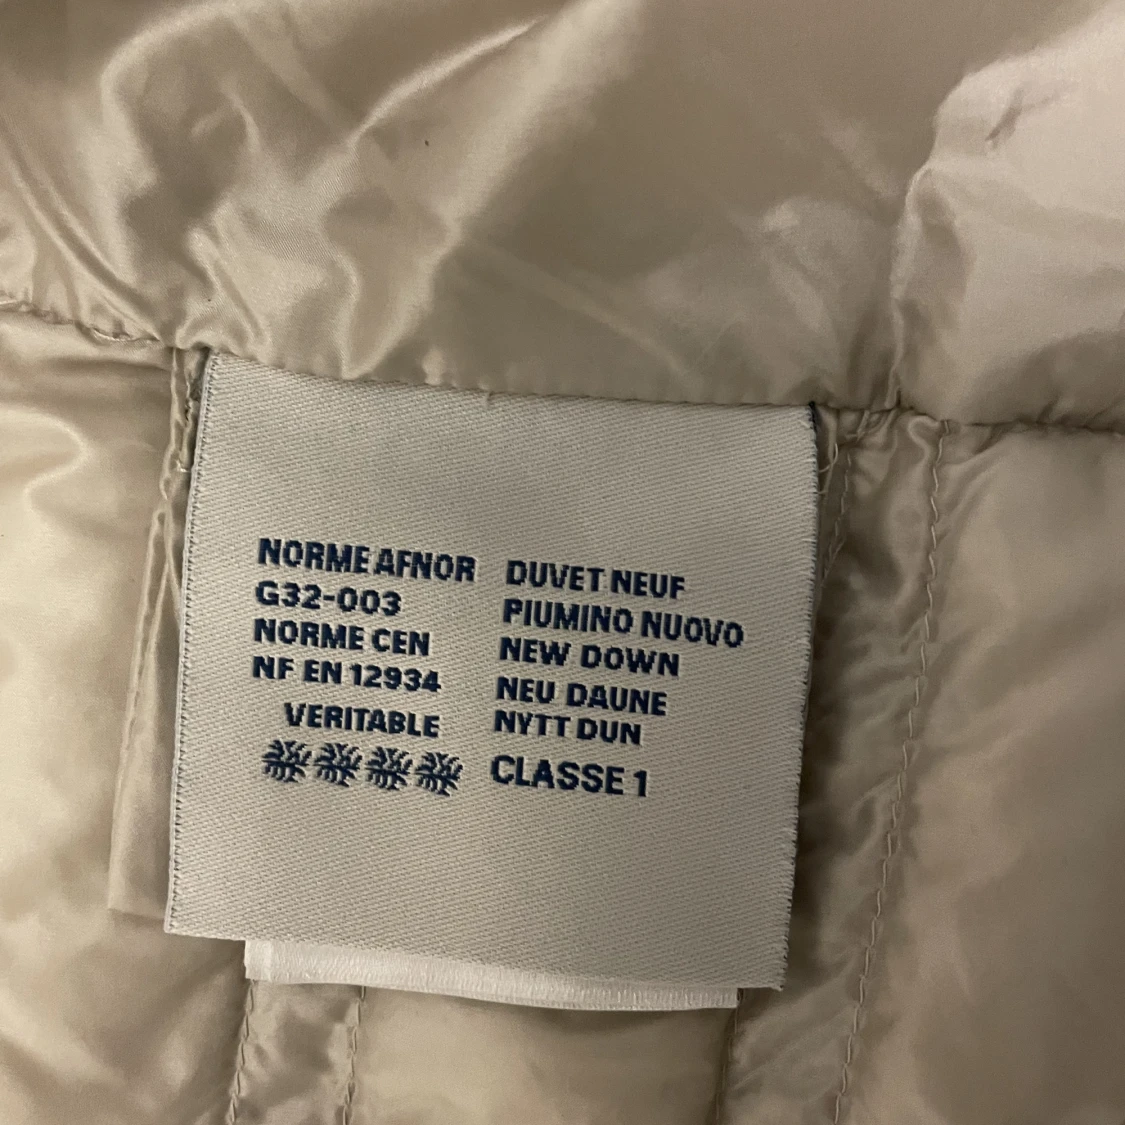 NORME AFNOR
G32-003
NORME CEN
NF EN 12934
VERITABLE
DUVET NEUF
PIUMINO NUOVO
NEW DOWN
NEU DAUNE
NYTT DUN
CLASSE 1